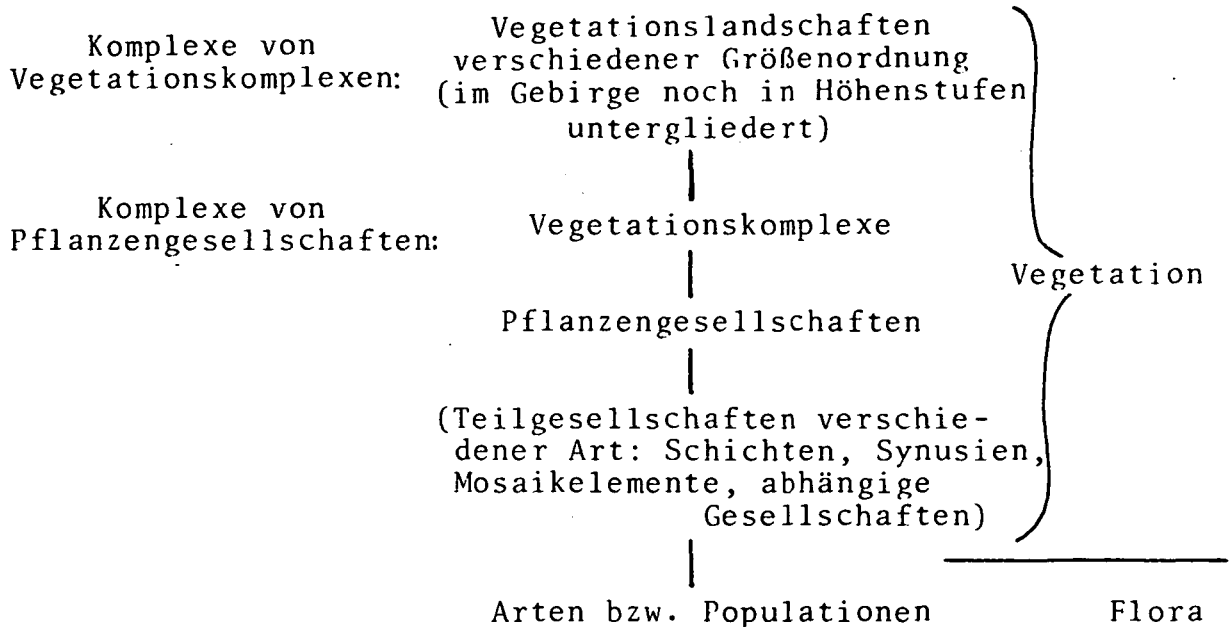 Komplexe von
Vegetationskomplexen:
Vegetationslandschaften
verschiedener Größenordnung
(im Gebirge noch in Höhenstufen
untergliedert)
Komplexe von
Pflanzengesellschaften:
Vegetationskomplexe
Vegetation
Pflanzengesellschaften
(Teilgesellschaften verschie-
dener Art: Schichten, Synusien,
Mosaikelemente, abhängige
Gesellschaften)
Arten bzw. Populationen
Flora